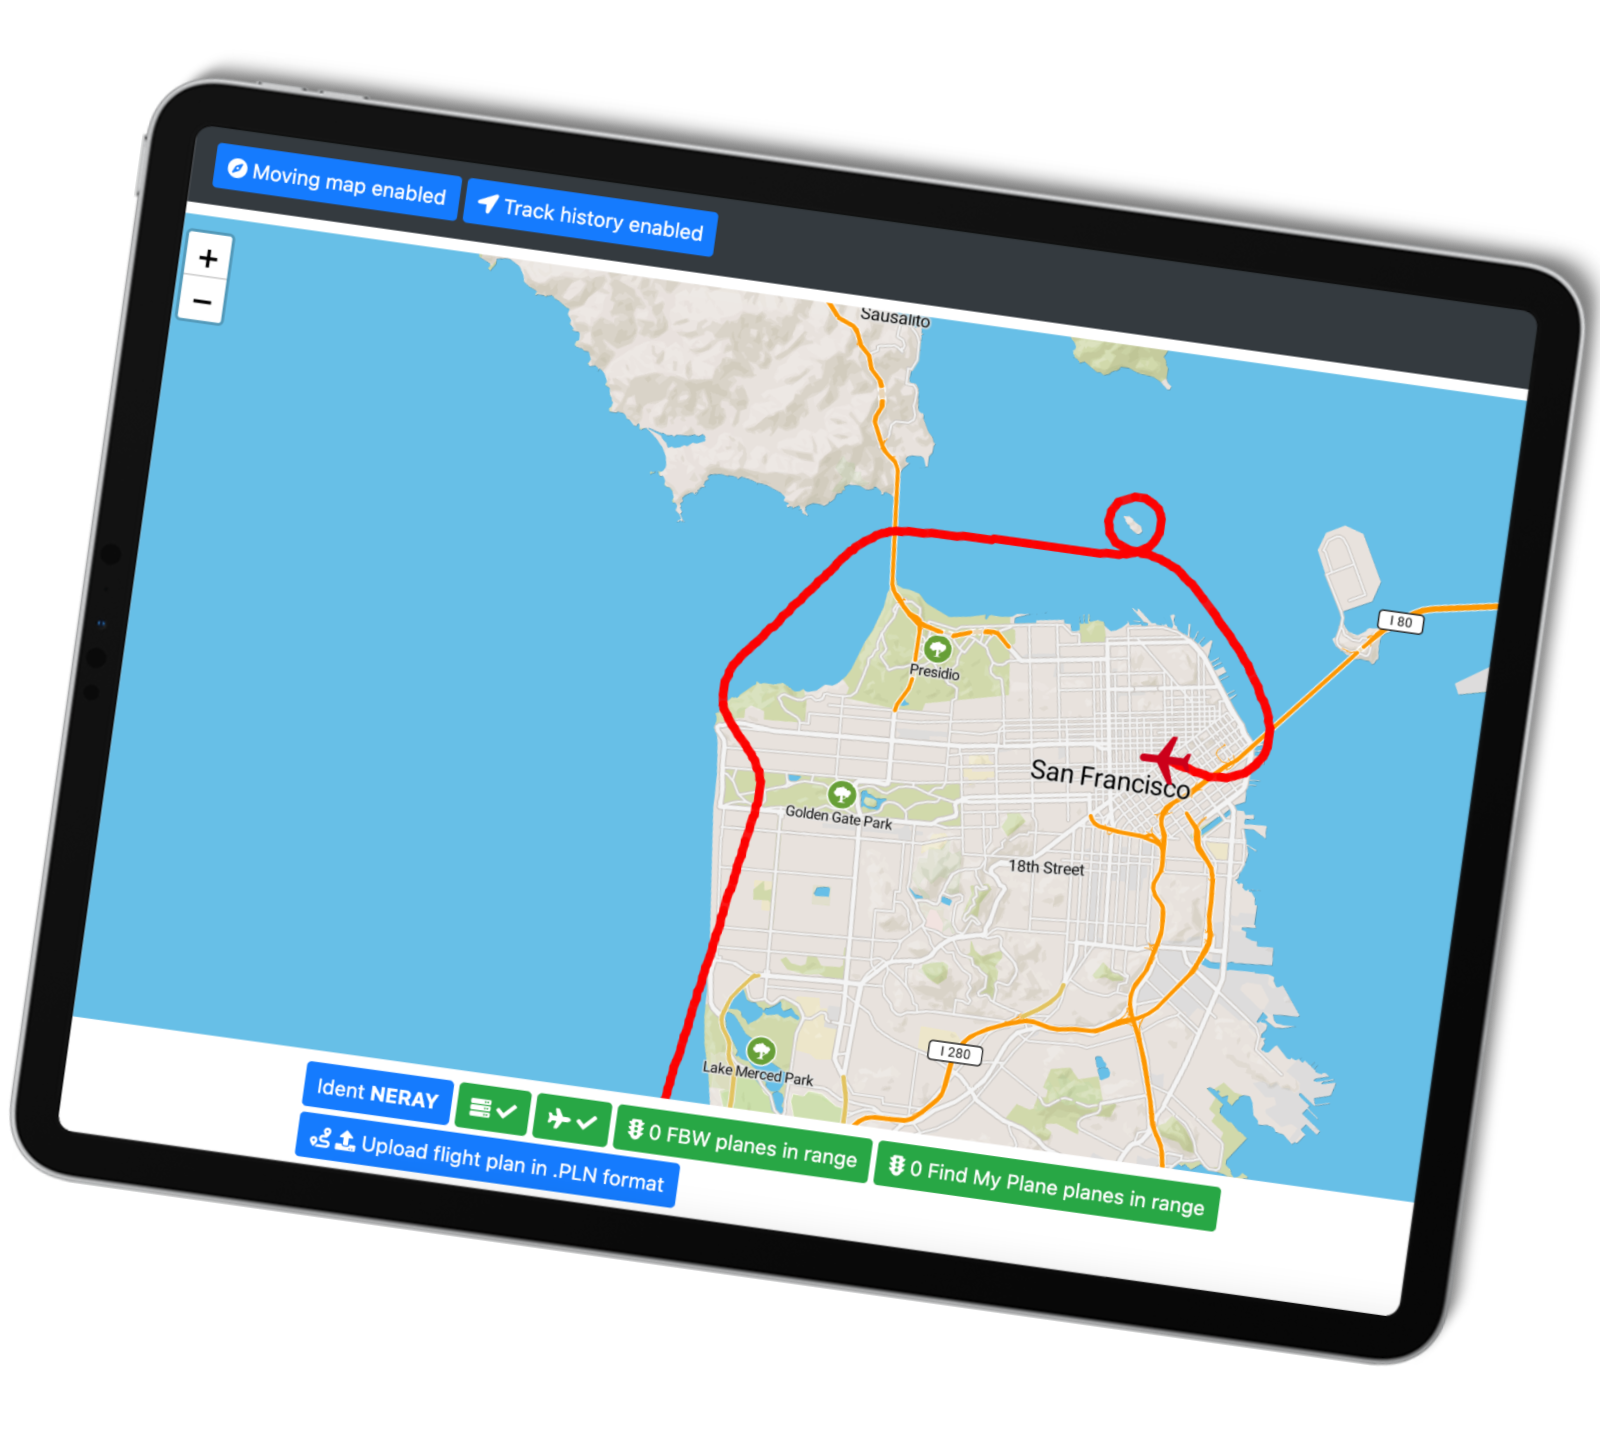 Moving map enabled
Track history enabled
+
−
Sausalito
I 80
Presidio
San Francisco
Golden Gate Park
18th Street
I 280
Lake Merced Park
Ident NERAY
0 FBW planes in range
0 Find My Plane planes in range
Upload flight plan in .PLN format